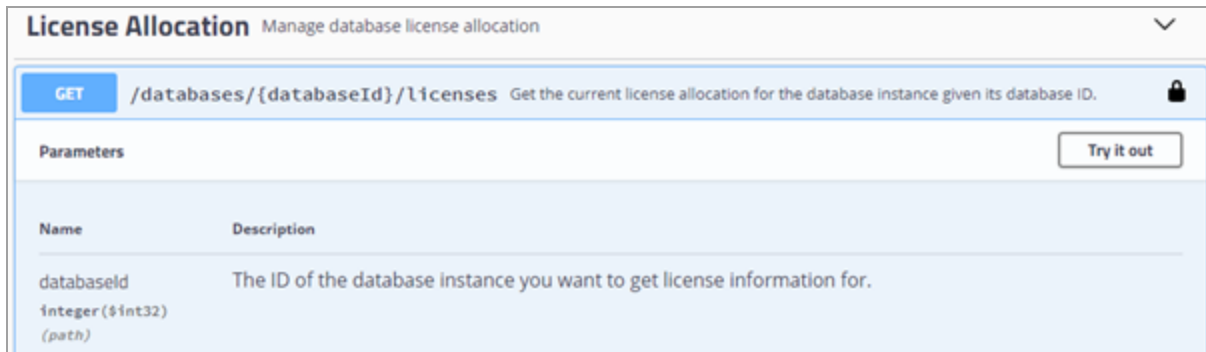 License Allocation Manage database license allocation
GET /databases/{databaseId}/licenses Get the current license allocation for the database instance given its database ID.
Parameters
Try it out
Name Description
databaseId The ID of the database instance you want to get license information for.
integer($int32)
(path)